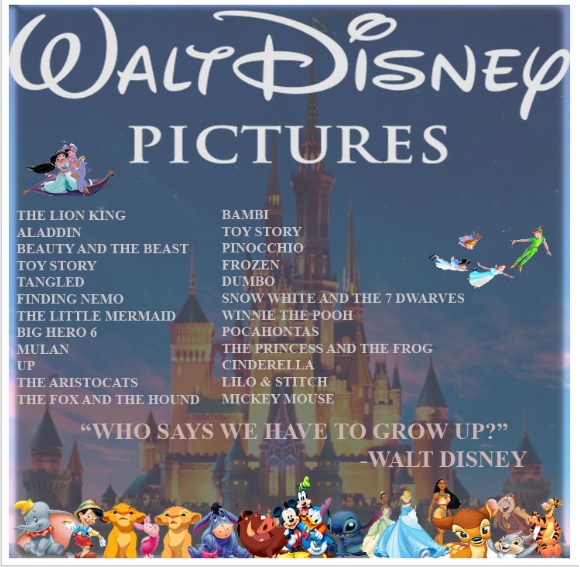 WALT DISNEY
PICTURES
THE LION KİNG
ALADDIN
BEAUTY AND THE BEAST
TOY STORY
TANGLED
FINDING NEMO
THE LITTLE MERMAID
BIG HERO 6
MULAN
UP
THE ARISTOCATS
THE FOX AND THE HOUND
BAMBI
TOY STORY
PINOCCHIO
FROZEN
DUMBO
SNOW WHITE AND THE 7 DWARVES
WINNIE THE POOH
POCAHONTAS
THE PRINCESS AND THE FROG
CINDERELLA
LILO & STITCH
MICKEY MOUSE
“WHO SAYS WE HAVE TO GROW UP?”
-WALT DISNEY